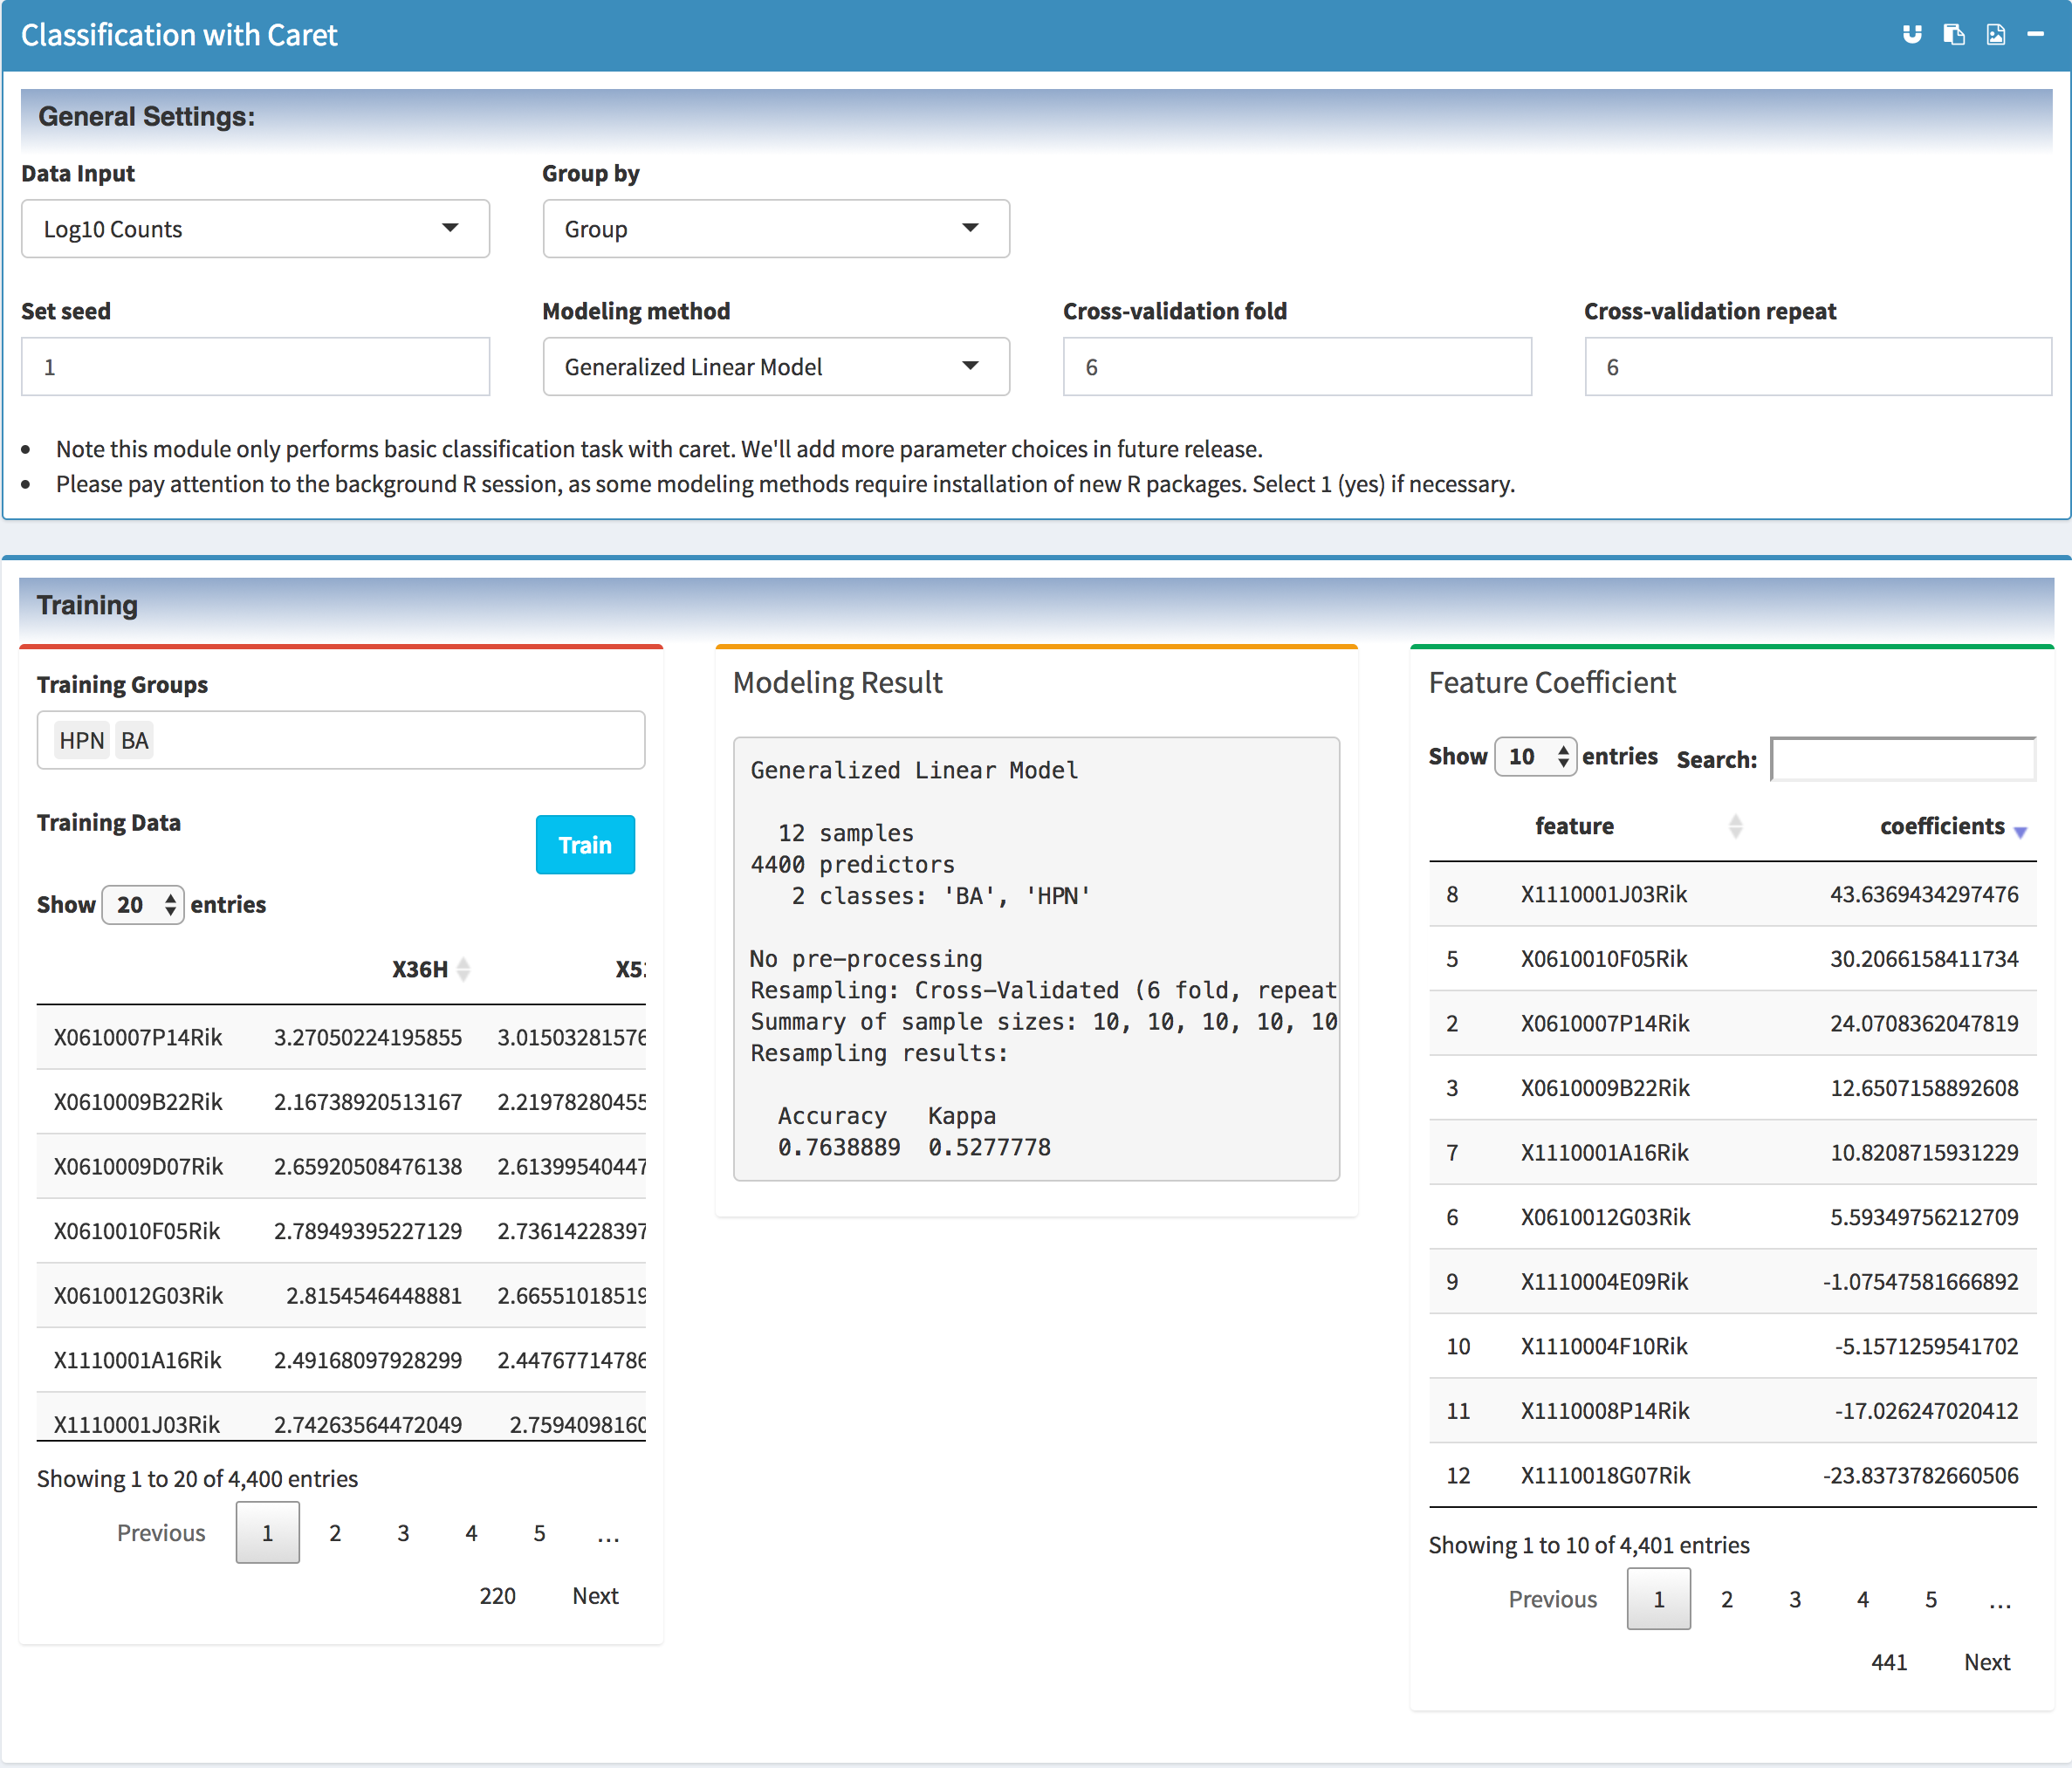 Classification with Caret
General Settings:
Data Input
Group by
Log10 Counts
Group
Set seed
Modeling method
Cross-validation fold
Cross-validation repeat
1
Generalized Linear Model
6
6
• Note this module only performs basic classification task with caret. We'll add more parameter choices in future release.
• Please pay attention to the background R session, as some modeling methods require installation of new R packages. Select 1 (yes) if necessary.
Training
Training Groups
HPN BA
Training Data
Train
Show 20 entries
X36H X51
X0610007P14Rik 3.27050224195855 3.01503281576
X0610009B22Rik 2.16738920513167 2.21978280455
X0610009D07Rik 2.65920508476138 2.61399540447
X0610010F05Rik 2.78949395227129 2.73614228397
X0610012G03Rik 2.8154546448881 2.66551018519
X1110001A16Rik 2.49168097928299 2.44767714786
X1110001J03Rik 2.74263564472049 2.7594098160
Showing 1 to 20 of 4,400 entries
Previous 1 2 3 4 5 …
220 Next
Modeling Result
Generalized Linear Model
12 samples
4400 predictors
2 classes: 'BA', 'HPN'
No pre-processing
Resampling: Cross-Validated (6 fold, repeat
Summary of sample sizes: 10, 10, 10, 10, 10
Resampling results:
Accuracy Kappa
0.7638889 0.5277778
Feature Coefficient
Show 10 entries Search:
feature coefficients
8 X1110001J03Rik 43.6369434297476
5 X0610010F05Rik 30.2066158411734
2 X0610007P14Rik 24.0708362047819
3 X0610009B22Rik 12.6507158892608
7 X1110001A16Rik 10.8208715931229
6 X0610012G03Rik 5.59349756212709
9 X1110004E09Rik -1.07547581666892
10 X1110004F10Rik -5.1571259541702
11 X1110008P14Rik -17.026247020412
12 X1110018G07Rik -23.8373782660506
Showing 1 to 10 of 4,401 entries
Previous 1 2 3 4 5 …
441 Next